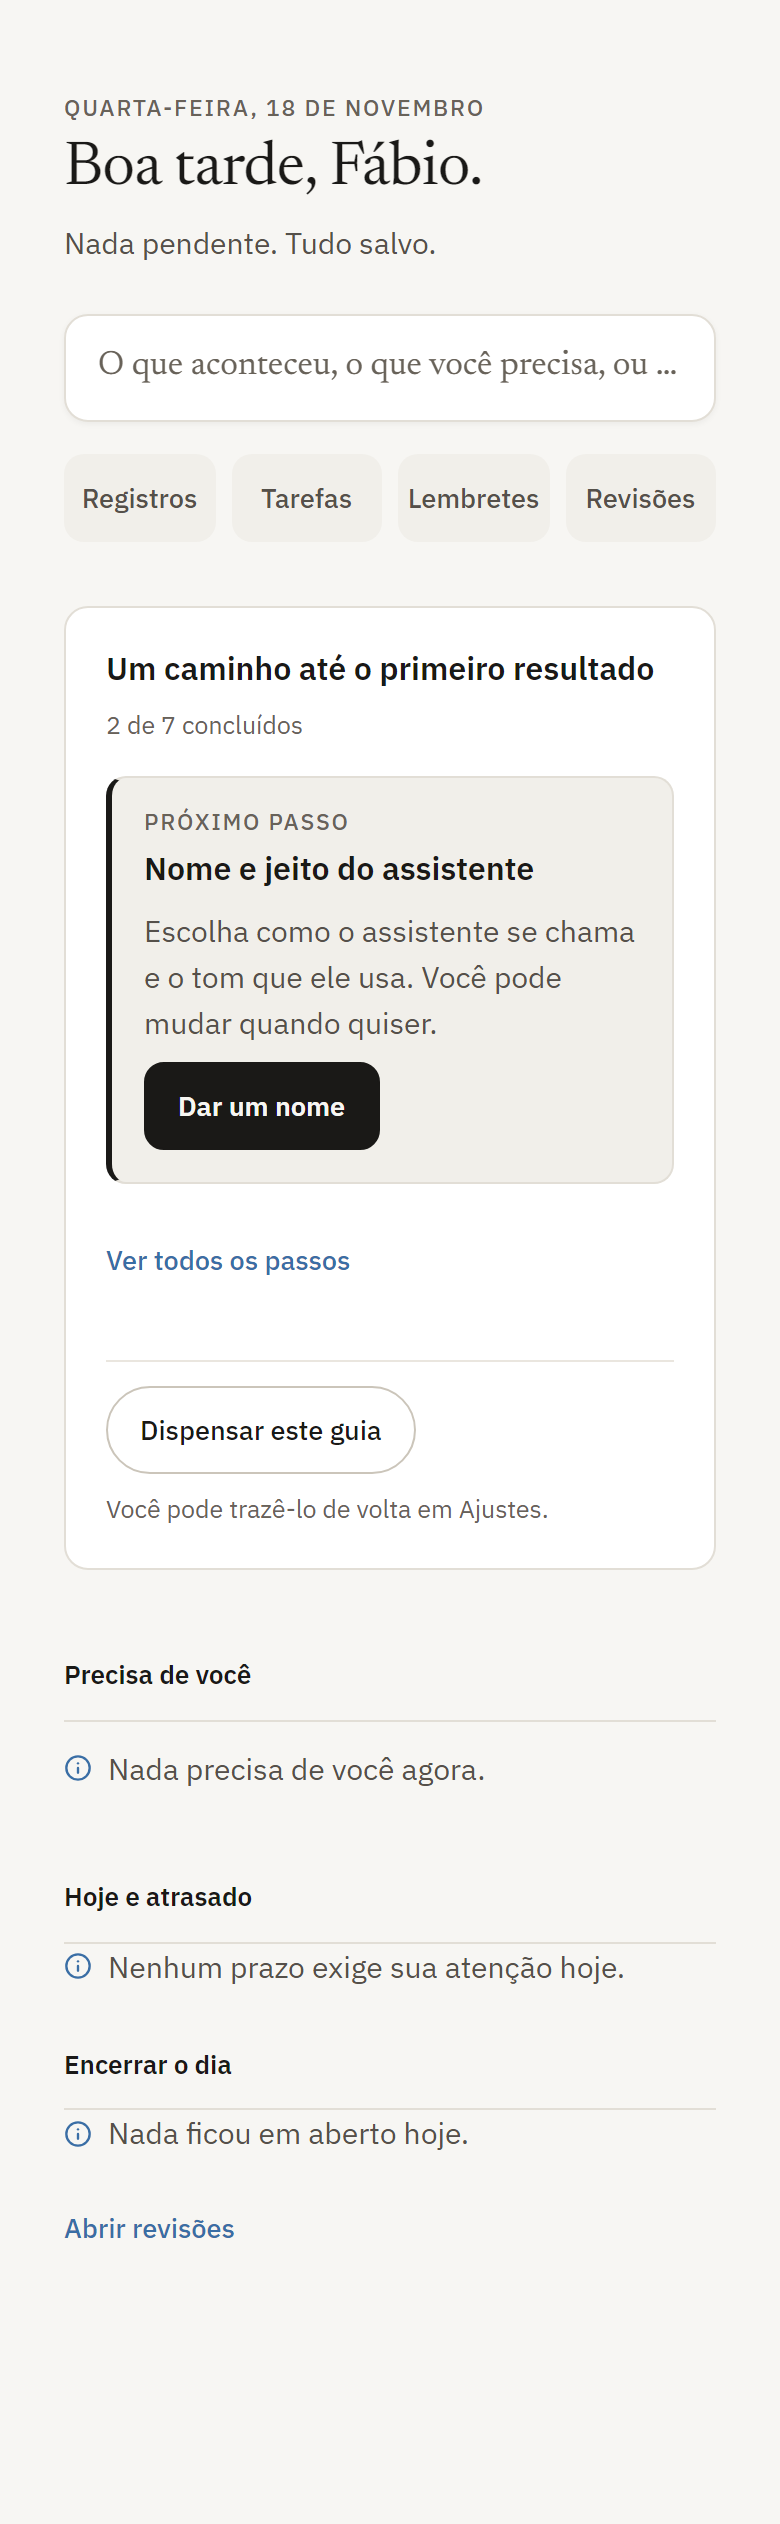 QUARTA-FEIRA, 18 DE NOVEMBRO
Boa tarde, Fábio.
Nada pendente. Tudo salvo.
O que aconteceu, o que você precisa, ou ...
Registros
Tarefas
Lembretes
Revisões
Um caminho até o primeiro resultado
2 de 7 concluídos
PRÓXIMO PASSO
Nome e jeito do assistente
Escolha como o assistente se chama
e o tom que ele usa. Você pode
mudar quando quiser.
Dar um nome
Ver todos os passos
Dispensar este guia
Você pode trazê-lo de volta em Ajustes.
Precisa de você
Nada precisa de você agora.
Hoje e atrasado
Nenhum prazo exige sua atenção hoje.
Encerrar o dia
Nada ficou em aberto hoje.
Abrir revisões